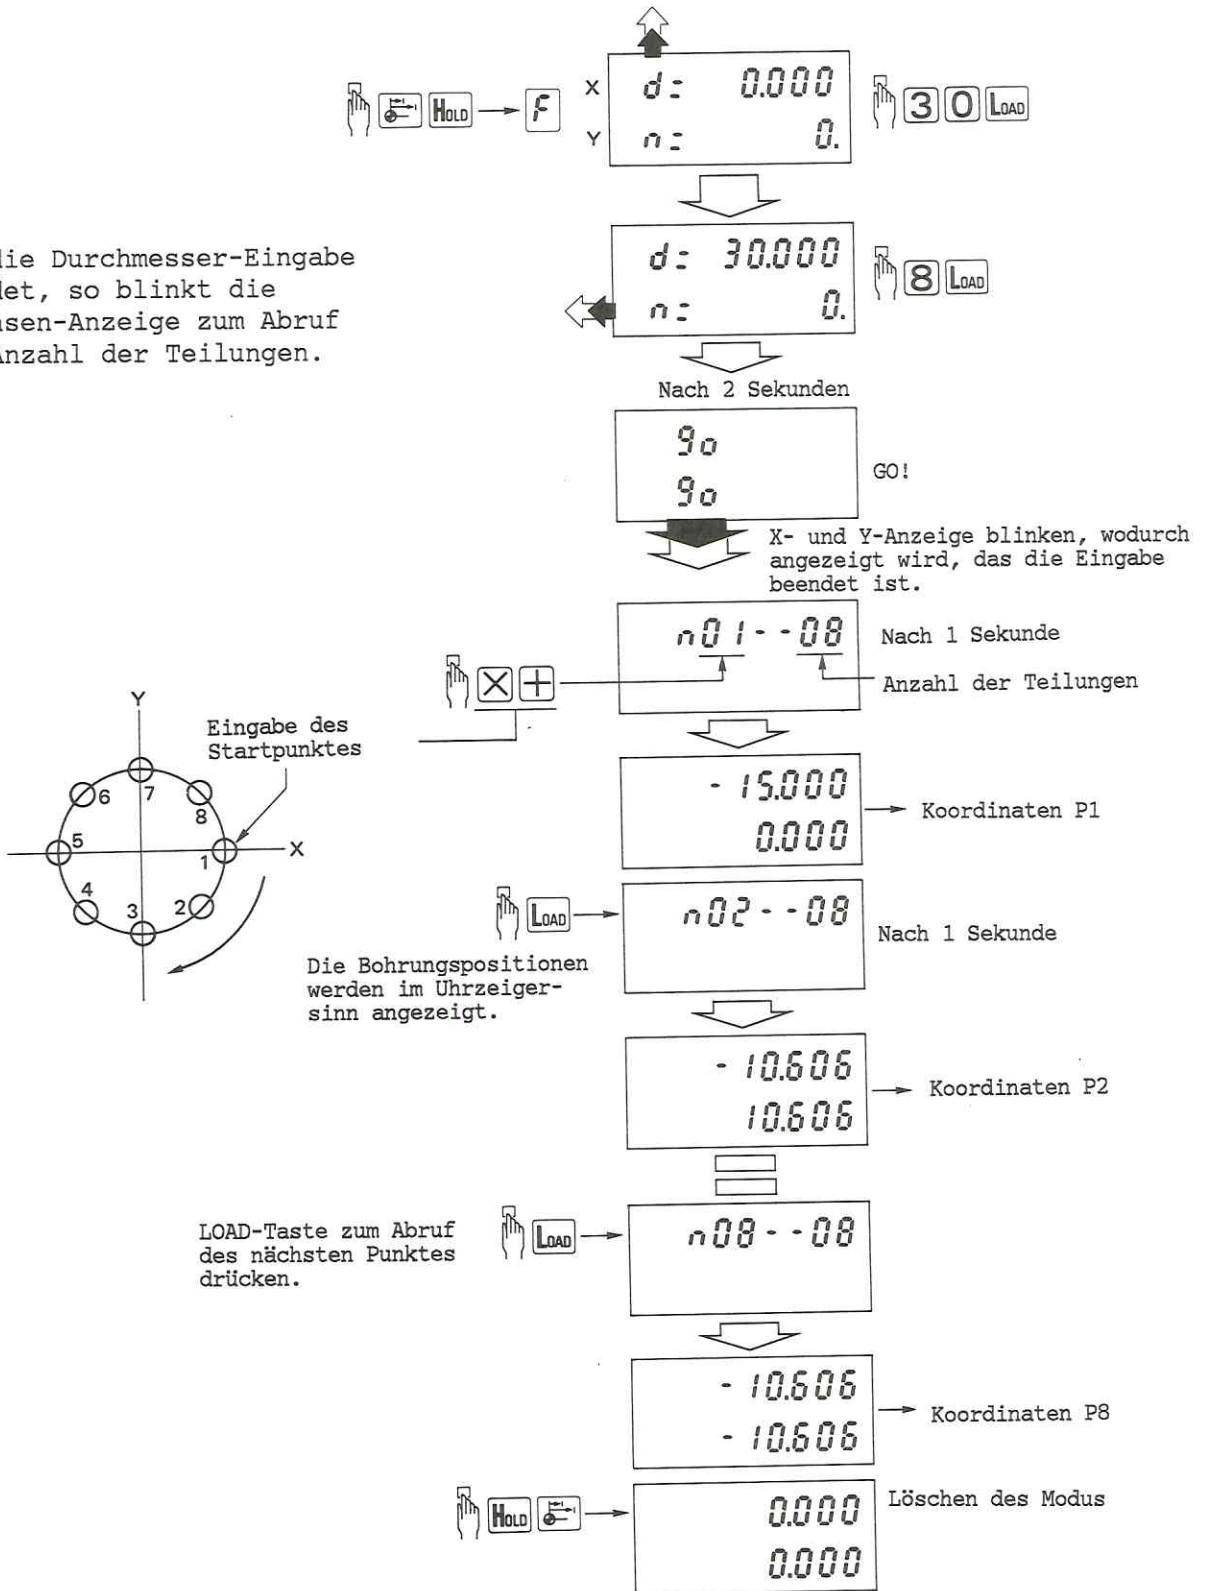 X d: 0.000
HOLD F
3 0 LOAD
Y n: 0.
die Durchmesser-Eingabe
so blinkt die
zum Abruf
Anzahl der Teilungen.
d: 30.000
n: 0.
8 LOAD
Nach 2 Sekunden
go
go
GO!
X- und Y-Anzeige blinken, wodurch
angezeigt wird, das die Eingabe
beendet ist.
n01--08
Nach 1 Sekunde
X +
Anzahl der Teilungen
Y
Eingabe des
Startpunktes
6
7
8
5
1
X
4
3
2
-15.000
0.000
Koordinaten P1
LOAD
n02--08
Nach 1 Sekunde
Die Bohrungspositionen
werden im Uhrzeiger-
sinn angezeigt.
-10.606
10.606
Koordinaten P2
LOAD-Taste zum Abruf
des nächsten Punktes
drücken.
LOAD
n08--08
-10.606
-10.606
Koordinaten P8
HOLD
0.000
0.000
Löschen des Modus